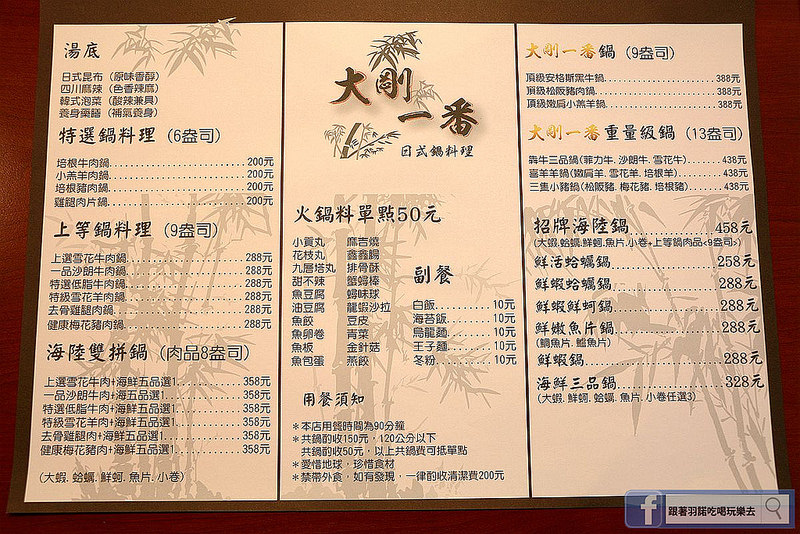 湯底
日式昆布（原味香醇）
四川麻辣（色香辣麻）
韓式泡菜（酸辣兼具）
養身藥膳（補氣養身）
特選鍋料理（6盎司）
培根牛肉鍋......200元
小羔羊肉鍋......200元
培根豬肉鍋......200元
雞腿肉片鍋......200元
上等鍋料理（9盎司）
上選雪花牛肉鍋......288元
一品沙朗牛肉鍋......288元
特選低脂牛肉鍋......288元
特級雪花羊肉鍋......288元
去骨雞腿肉鍋......288元
健康梅花豬肉鍋......288元
海陸雙拼鍋（肉品8盎司）
上選雪花牛肉+海鮮五品選1......358元
一品沙朗牛肉+海鮮五品選1......358元
特選低脂牛肉+海鮮五品選1......358元
特級雪花羊肉+海鮮五品選1......358元
去骨雞腿肉+海鮮五品選1......358元
健康梅花豬肉+海鮮五品選1......358元
(大蝦. 蛤蠣. 鮮蚵. 魚片. 小卷)
大剛
一番
日式鍋料理
火鍋料單點50元
小貢丸 麻吉燒
花枝丸 鑫鑫腸
九層塔丸 排骨酥
甜不辣 蟹蟳棒
魚豆腐 蟳味球
油豆腐 龍蝦沙拉
魚餃 豆皮
魚卵卷 青菜
魚板 金針菇
魚包蛋 燕餃
副餐
白飯......10元
海苔飯......10元
烏龍麵......10元
王子麵......10元
冬粉......10元
用餐須知
＊本店用餐時間為90分鐘
＊共鍋酌收150元，120公分以下
共鍋酌收50元，以上共鍋費可抵單點
＊愛惜地球，珍惜食材
＊禁帶外食，如有發現，一律酌收清潔費200元
大剛一番鍋（9盎司）
頂級安格斯黑牛鍋......388元
頂級松阪豬肉鍋......388元
頂級嫩肩小羔羊鍋......388元
大剛一番重量級鍋（13盎司）
犇牛三品鍋(菲力牛. 沙朗牛. 雪花牛)......438元
喜羊羊鍋(嫩肩羊. 雪花羊. 培根羊)......438元
三隻小豬鍋(松阪豬. 梅花豬. 培根豬)......438元
招牌海陸鍋......458元
(大蝦. 蛤蠣. 鮮蚵. 魚片. 小卷+上等鍋肉品<9盎司>)
鮮活蛤蠣鍋......258元
鮮蝦蛤蠣鍋......288元
鮮蝦鮮蚵鍋......288元
鮮嫩魚片鍋......288元
(鯛魚片. 鱸魚片)
鮮蝦鍋......288元
海鮮三品鍋......328元
(大蝦. 鮮蚵. 蛤蠣. 魚片. 小卷任選3)
f 跟著羽諾吃喝玩樂去